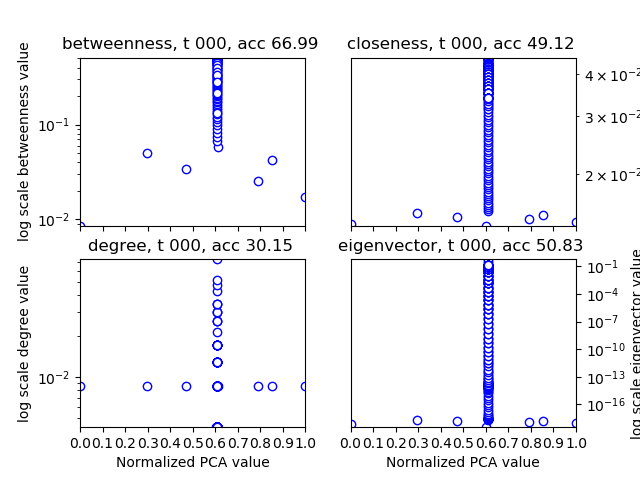 betweenness, t 000, acc 66.99
closeness, t 000, acc 49.12
log scale betweenness value
10^-1
10^-2
4 × 10^-2
3 × 10^-2
2 × 10^-2
degree, t 000, acc 30.15
eigenvector, t 000, acc 50.83
log scale degree value
10^-2
10^-1
10^-4
10^-7
10^-10
10^-13
10^-16
log scale eigenvector value
0.0 0.1 0.2 0.3 0.4 0.5 0.6 0.7 0.8 0.9 1.0
0.0 0.1 0.2 0.3 0.4 0.5 0.6 0.7 0.8 0.9 1.0
Normalized PCA value
Normalized PCA value